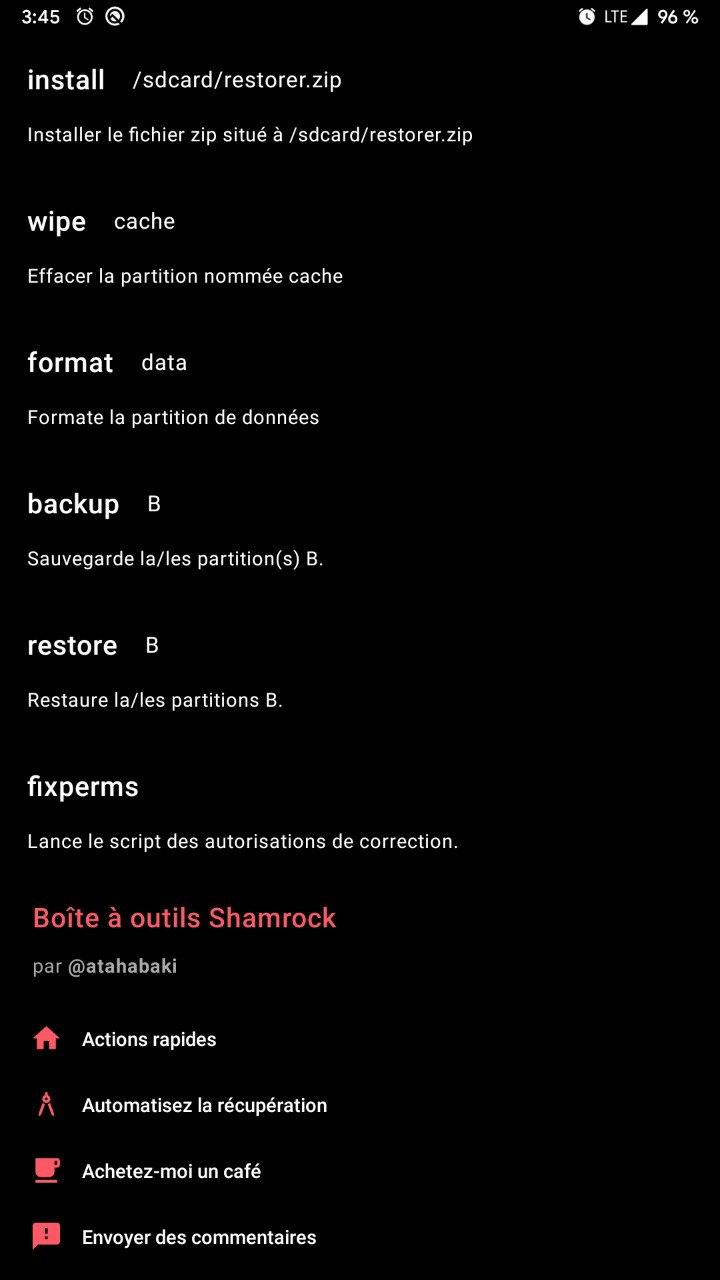 3:45 LTE 96 %
install /sdcard/restorer.zip
Installer le fichier zip situé à /sdcard/restorer.zip
wipe cache
Effacer la partition nommée cache
format data
Formate la partition de données
backup B
Sauvegarde la/les partition(s) B.
restore B
Restaure la/les partitions B.
fixperms
Lance le script des autorisations de correction.
Boîte à outils Shamrock
par @atahabaki
Actions rapides
Automatisez la récupération
Achetez-moi un café
Envoyer des commentaires